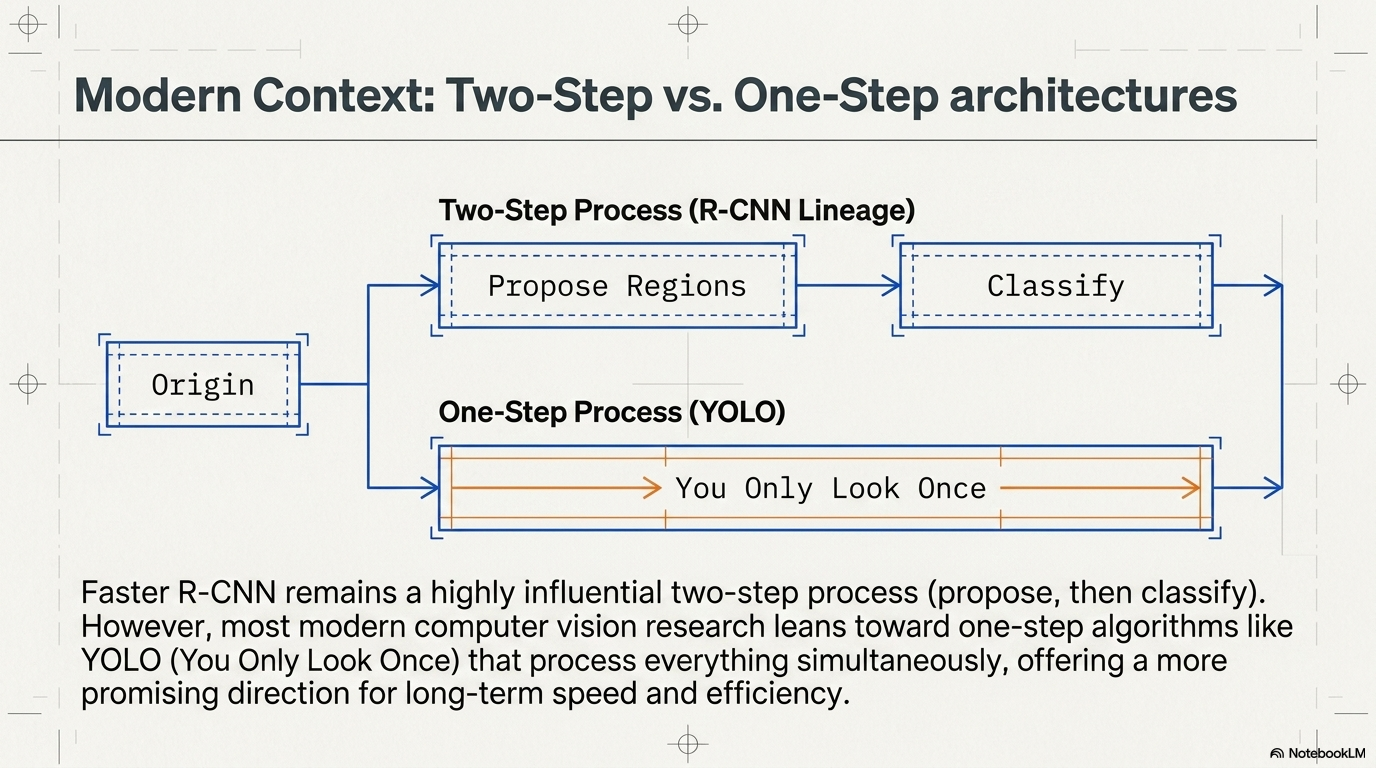 Modern Context: Two-Step vs. One-Step architectures
Two-Step Process (R-CNN Lineage)
Propose Regions
Classify
Origin
One-Step Process (YOLO)
You Only Look Once
Faster R-CNN remains a highly influential two-step process (propose, then classify).
However, most modern computer vision research leans toward one-step algorithms like
YOLO (You Only Look Once) that process everything simultaneously, offering a more
promising direction for long-term speed and efficiency.
NotebookLM